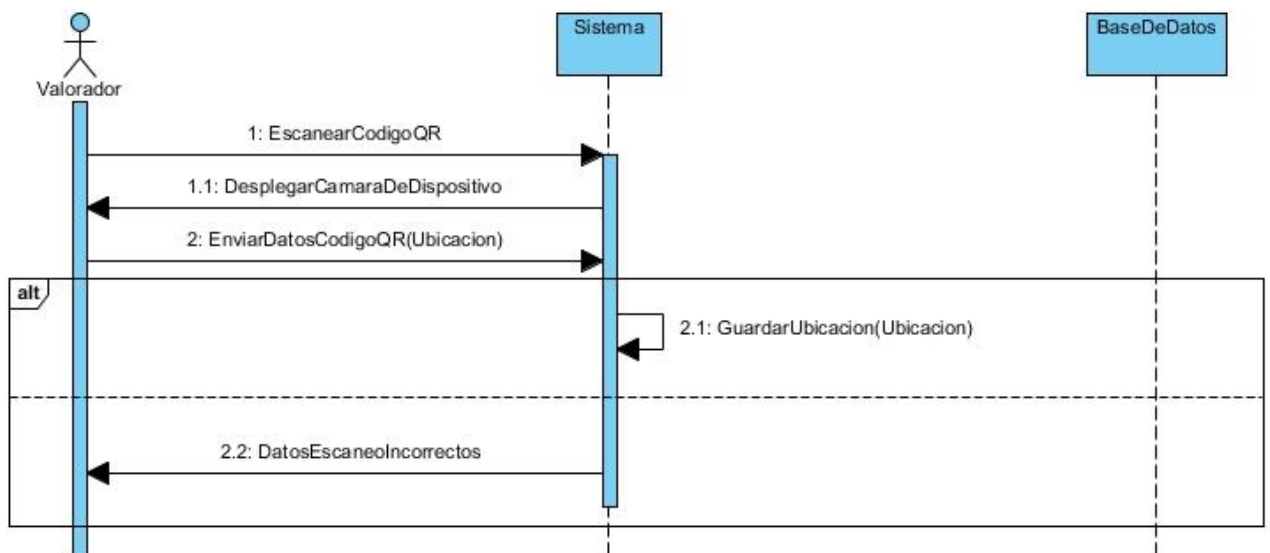 Valorador
Sistema
BaseDeDatos
1: EscanearCodigoQR
1.1: DesplegarCamaraDeDispositivo
2: EnviarDatosCodigoQR(Ubicacion)
alt
2.1: GuardarUbicacion(Ubicacion)
2.2: DatosEscaneoIncorrectos